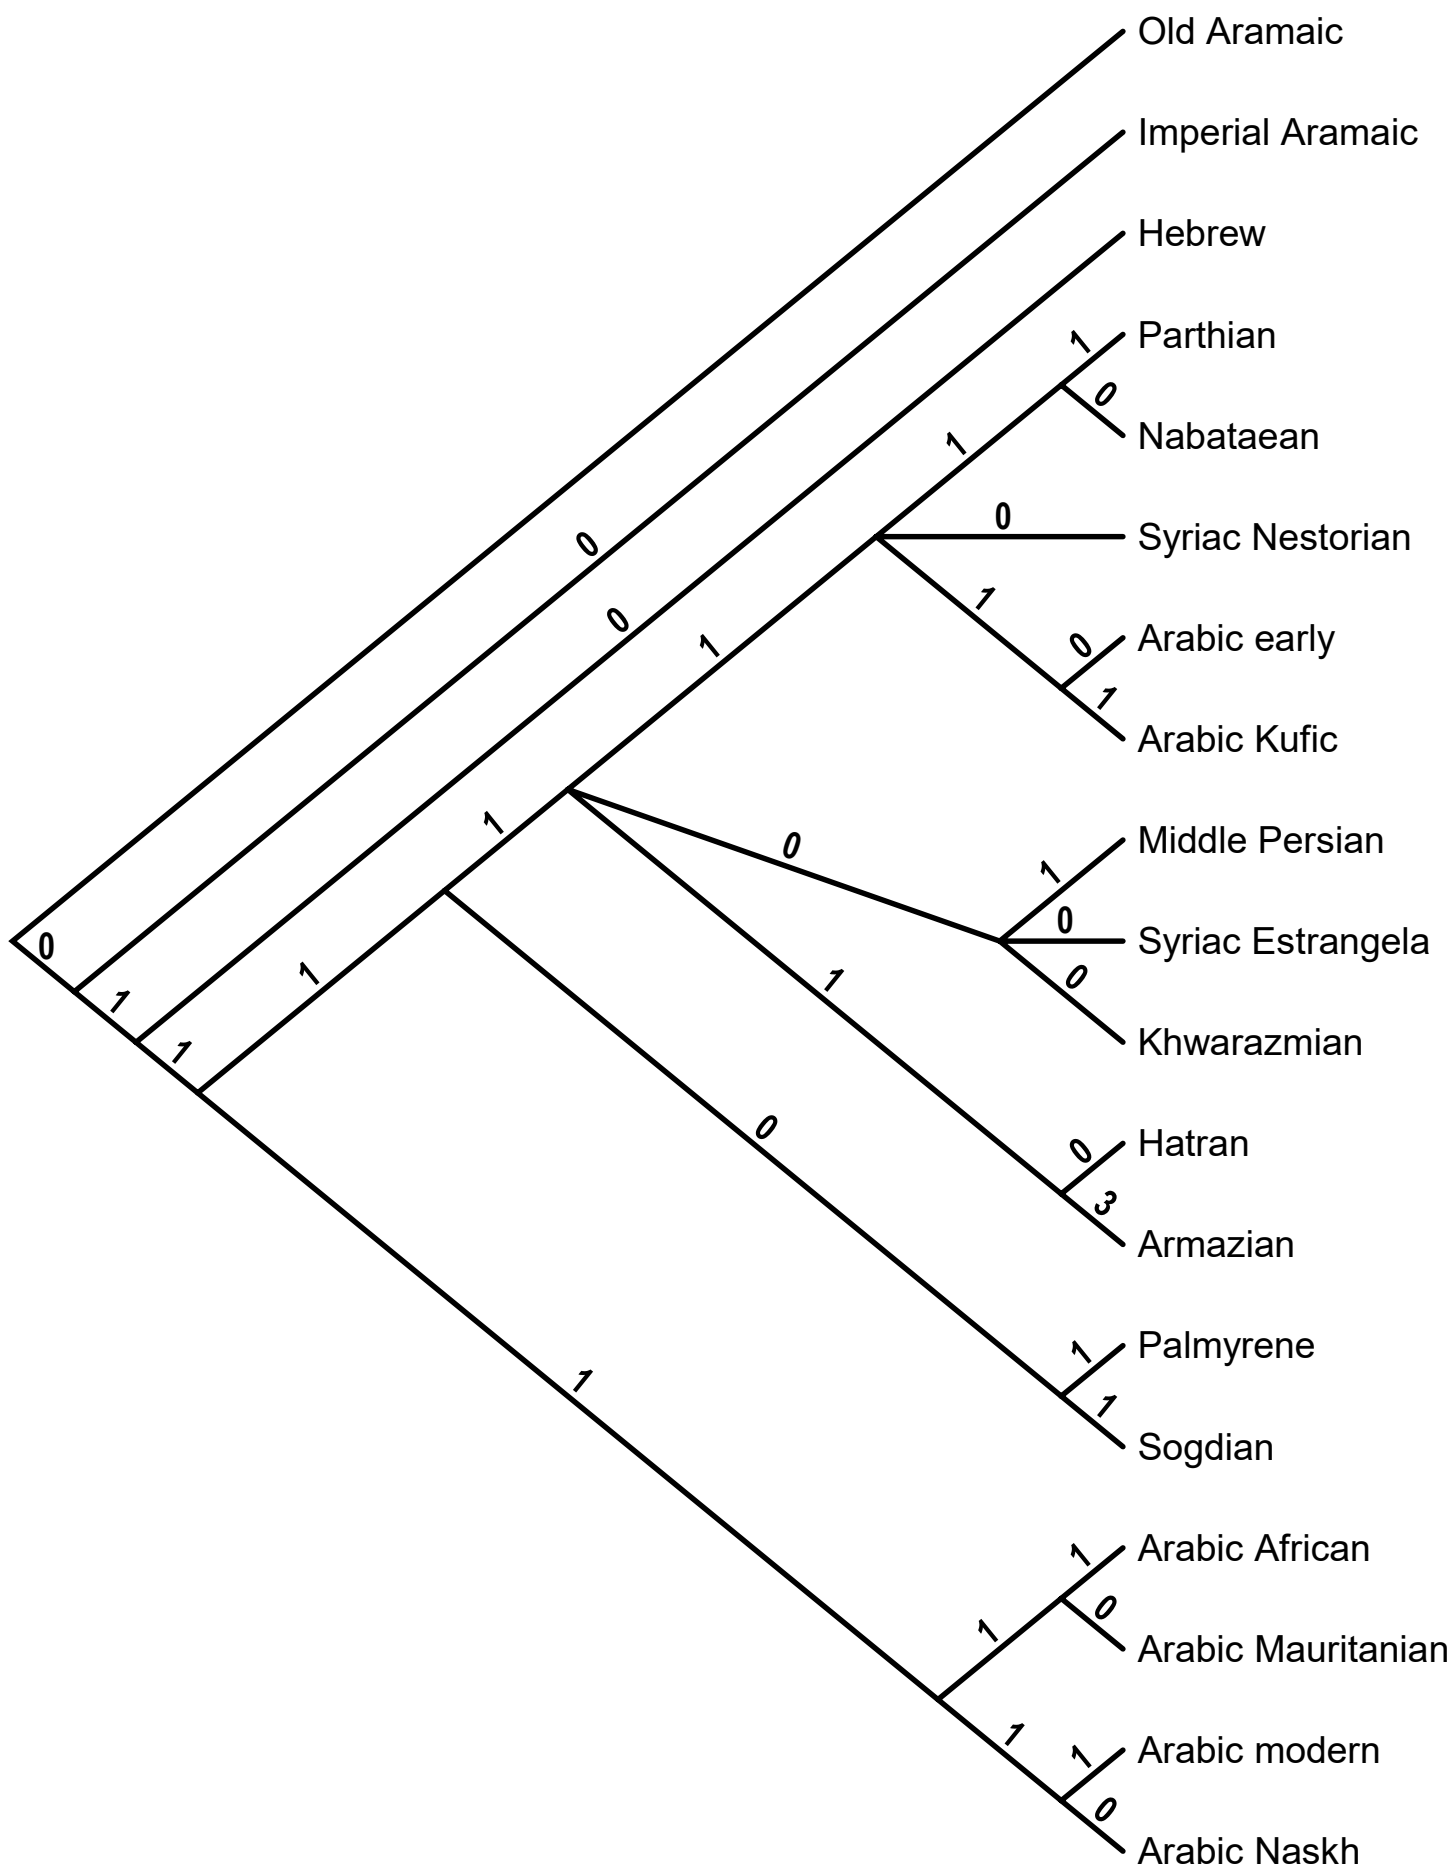 Old Aramaic
Imperial Aramaic
Hebrew
1 Parthian
0
1 Nabataean
0 Syriac Nestorian
0
1
0 Arabic early
0
1
1 Arabic Kufic
1
0 1 Middle Persian
0 Syriac Estrangela
0
1
1
0 Khwarazmian
1
1
0 Hatran
0
3
Armazian
1 Palmyrene
1
1 Sogdian
1 Arabic African
0
1 Arabic Mauritanian
1
1 Arabic modern
0
Arabic Naskh